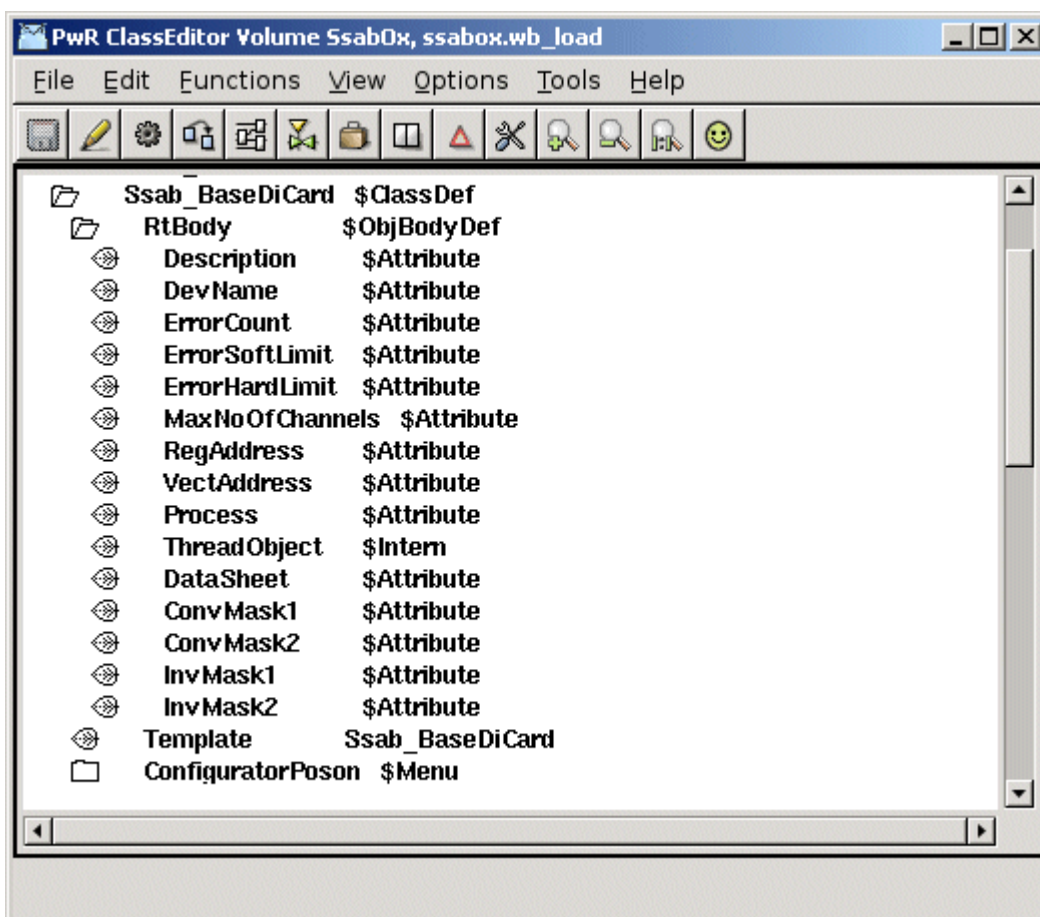 PwR ClassEditor Volume SsabOx, ssabox.wb_load
File Edit Functions View Options Tools Help
1:1
Ssab_BaseDiCard $ClassDef
RtBody $ObjBodyDef
Description $Attribute
DevName $Attribute
ErrorCount $Attribute
ErrorSoftLimit $Attribute
ErrorHardLimit $Attribute
MaxNoOfChannels $Attribute
RegAddress $Attribute
VectAddress $Attribute
Process $Attribute
ThreadObject $Intern
DataSheet $Attribute
ConvMask1 $Attribute
ConvMask2 $Attribute
InvMask1 $Attribute
InvMask2 $Attribute
Template Ssab_BaseDiCard
ConfiguratorPoson $Menu